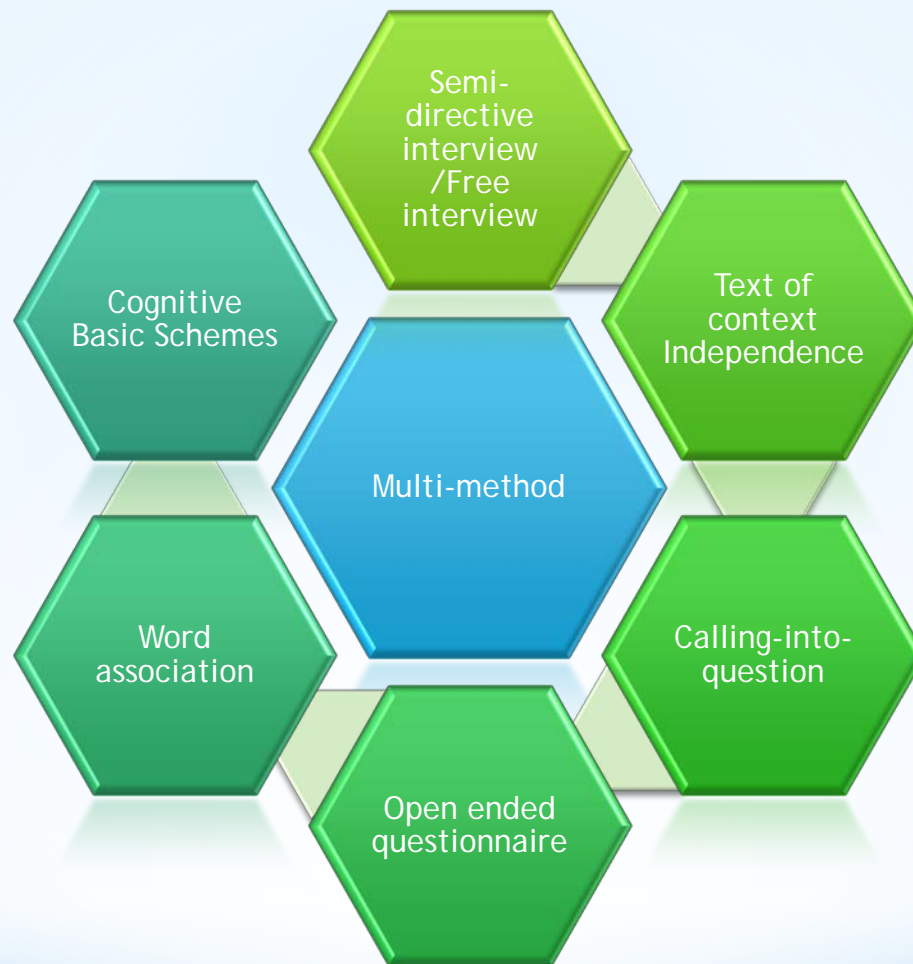 Semi-
directive
interview
/Free
interview
Text of
context
Independence
Calling-into-
question
Open ended
questionnaire
Word
association
Cognitive
Basic Schemes
Multi-method